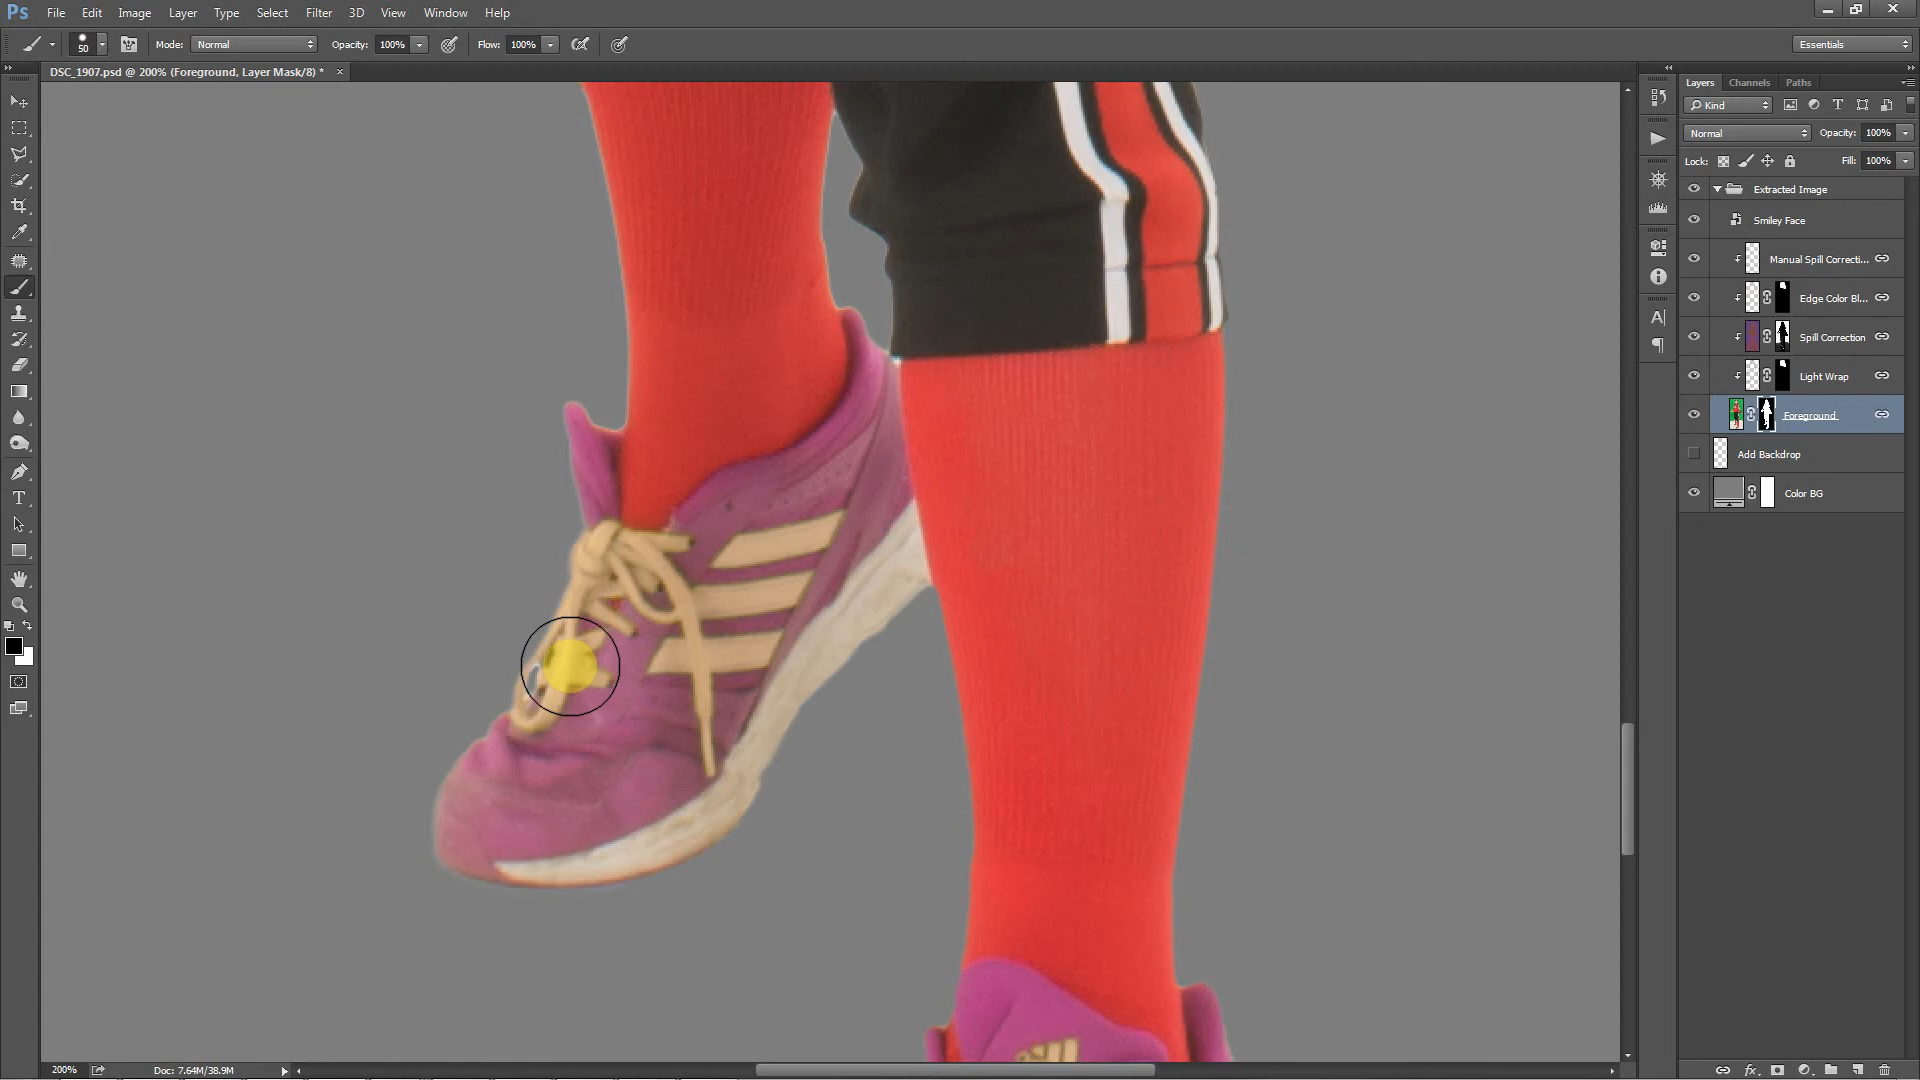 Ps File Edit Image Layer Type Select Filter 3D View Window Help
50 Mode: Normal Opacity: 100% Flow: 100% Essentials
DSC_1907.psd @ 200% (Foreground, Layer Mask/8) * ×
Layers Channels Paths
Kind
Normal Opacity: 100%
Lock: Fill: 100%
Extracted Image
Smiley Face
Manual Spill Correcti...
Edge Color Bl...
Spill Correction
Light Wrap
Foreground
Add Backdrop
Color BG
200% Doc: 7.64M/38.9M